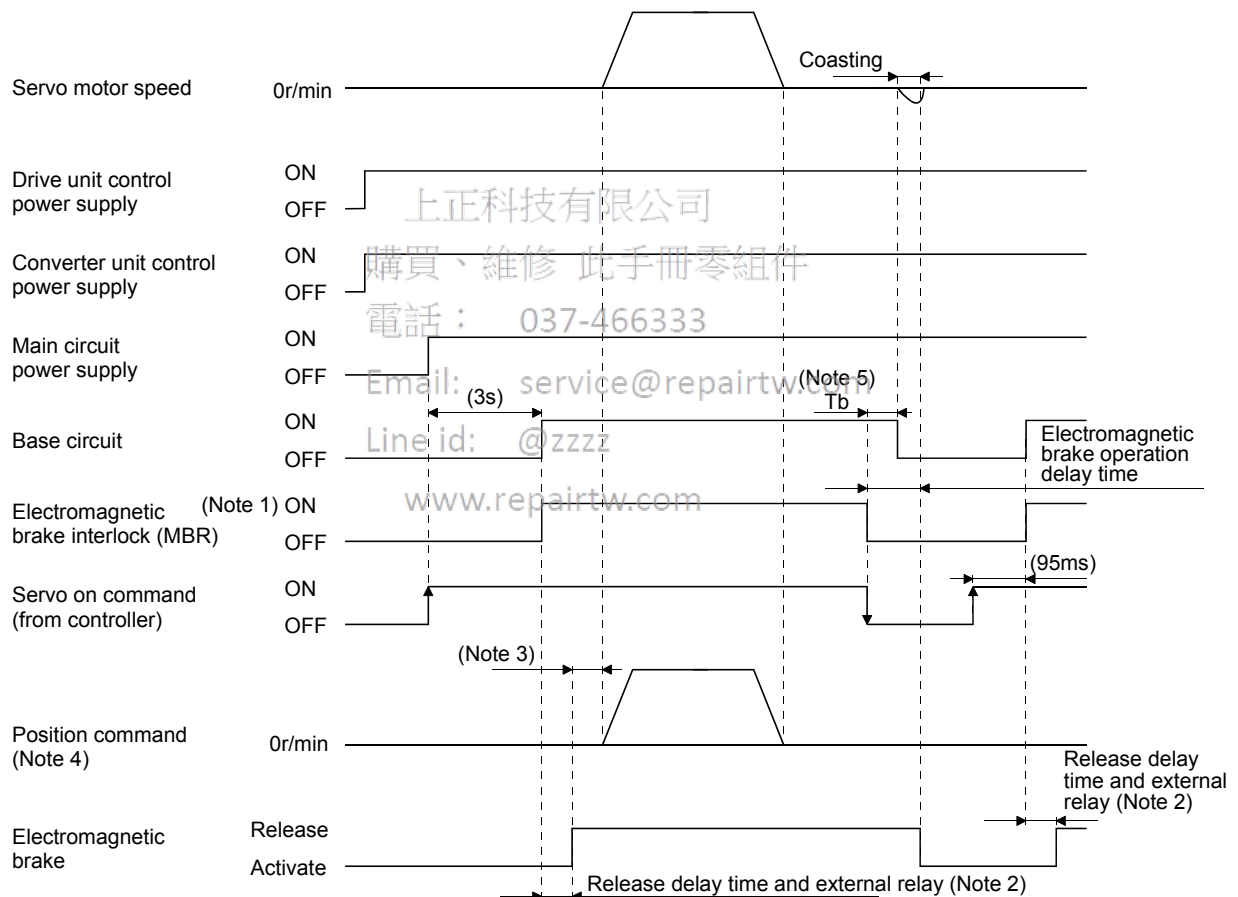 Coasting
Servo motor speed
0r/min
Drive unit control
power supply
ON
OFF
上正科技有限公司
Converter unit control
power supply
ON
OFF
購買、維修 此手冊零組件
電話： 037-466333
Main circuit
power supply
ON
OFF
Email: service@repairtw.com
(3s)
(Note 5)
Tb
Base circuit
ON
OFF
Line id: @zzzz
Electromagnetic
brake operation
delay time
www.repairtw.com
Electromagnetic
brake interlock (MBR)
(Note 1) ON
OFF
(95ms)
Servo on command
(from controller)
ON
OFF
(Note 3)
Position command
(Note 4)
0r/min
Release delay
time and external
relay (Note 2)
Electromagnetic
brake
Release
Activate
Release delay time and external relay (Note 2)